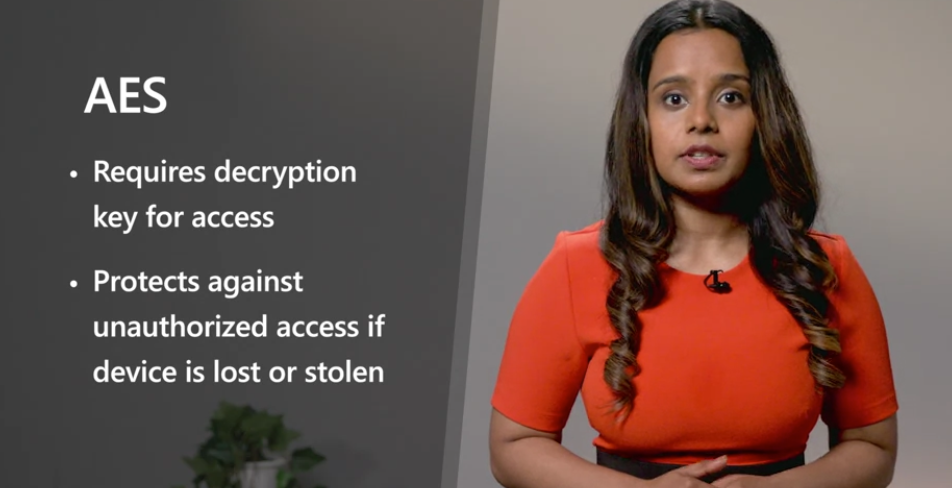 AES
• Requires decryption
key for access
• Protects against
unauthorized access if
device is lost or stolen